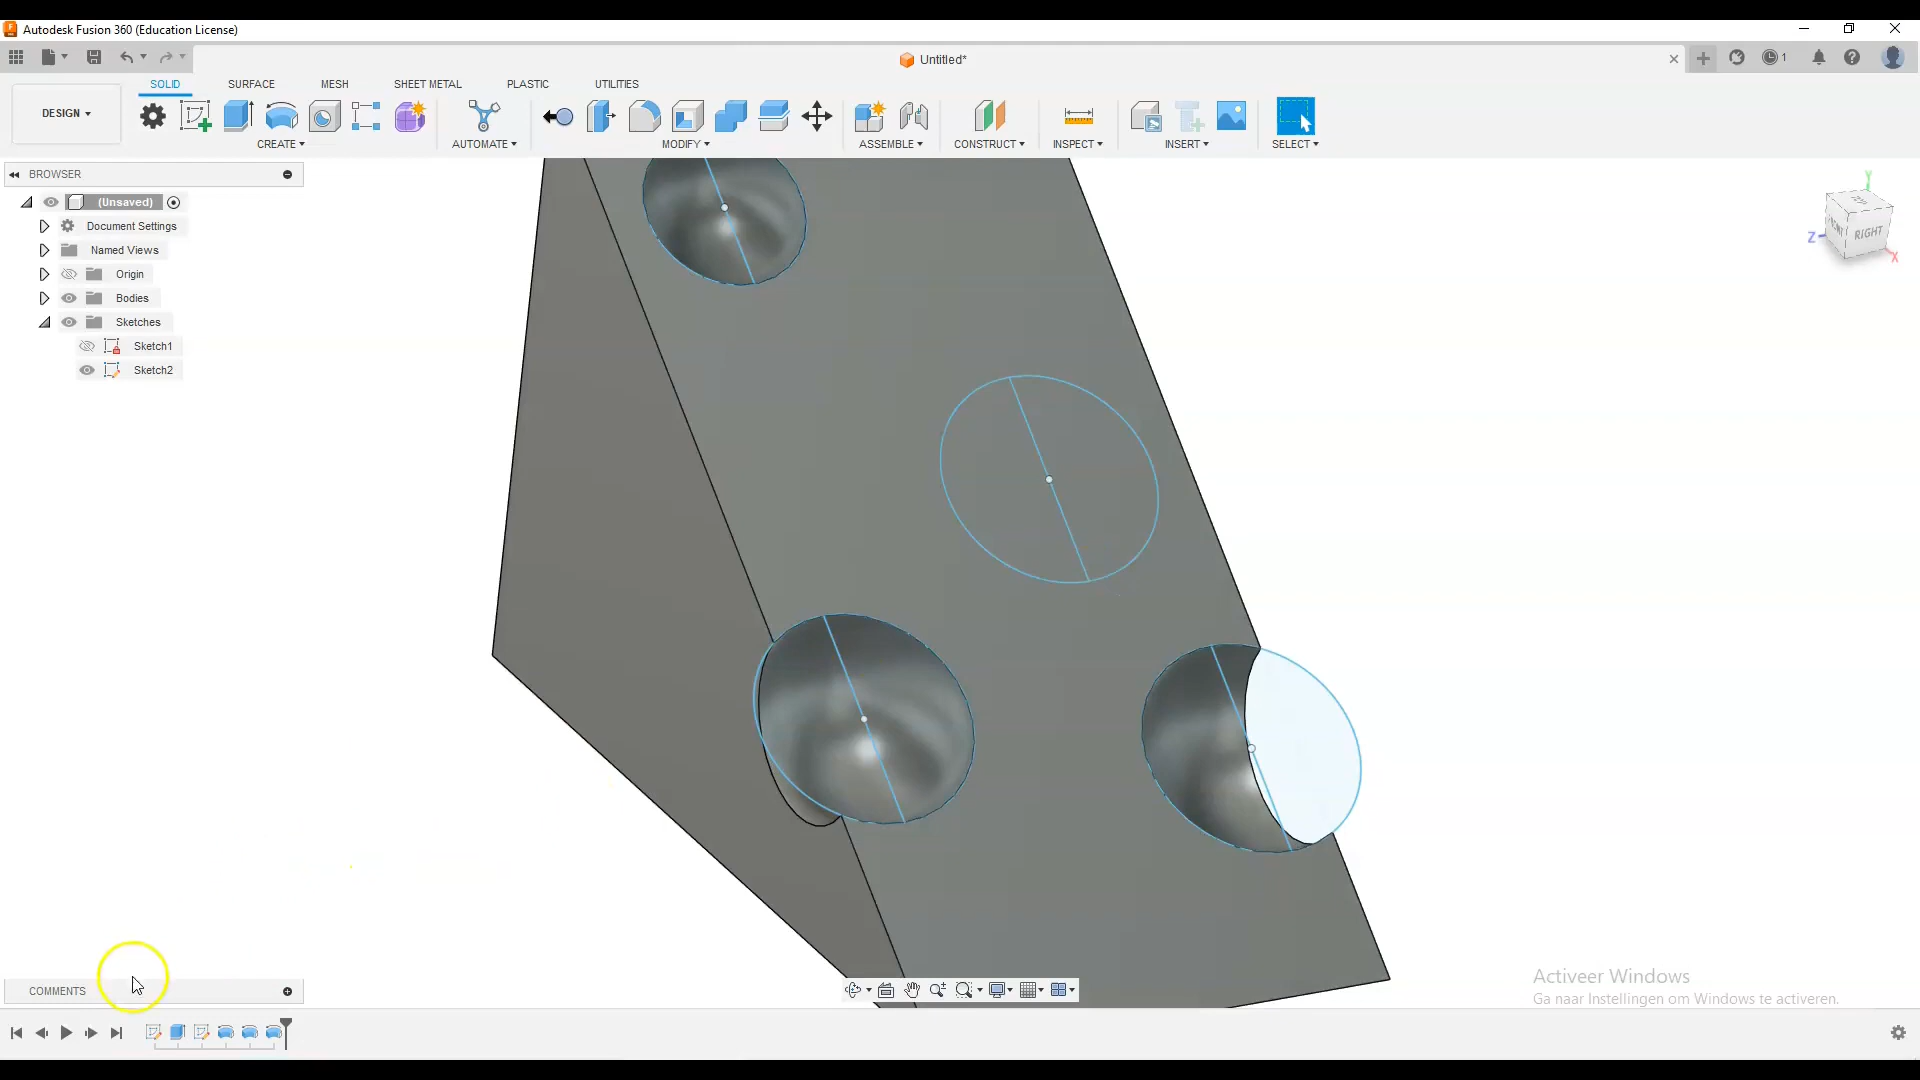 Autodesk Fusion 360 (Education License)
Untitled*
1
SOLID
SURFACE
MESH
SHEET METAL
PLASTIC
UTILITIES
DESIGN
CREATE
AUTOMATE
MODIFY
ASSEMBLE
CONSTRUCT
INSPECT
INSERT
SELECT
BROWSER
(Unsaved)
Document Settings
Named Views
Origin
Bodies
Sketches
Sketch1
Sketch2
Y
TOP
RIGHT
Z
X
Activeer Windows
Ga naar Instellingen om Windows te activeren.
COMMENTS